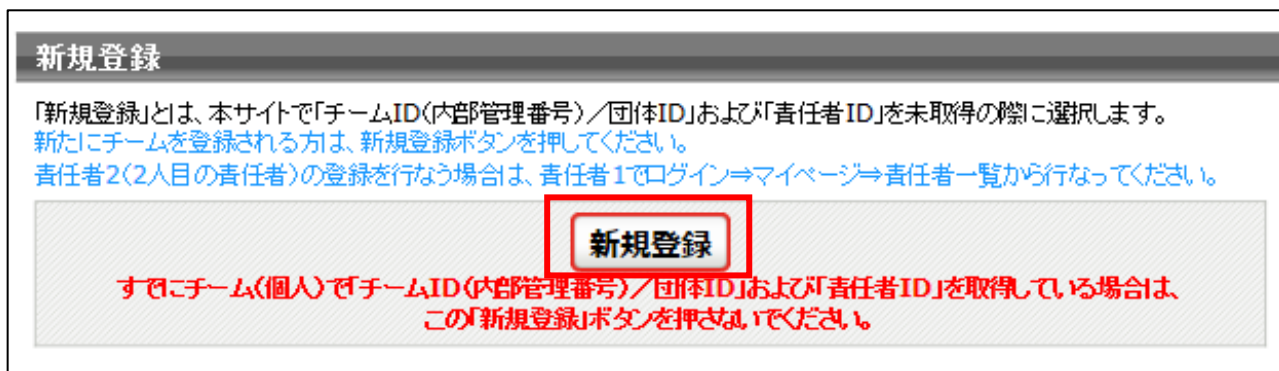 新規登録
「新規登録」とは、本サイトで「チームID(内部管理番号)／団体ID」および「責任者ID」を未取得の際に選択します。
新たにチームを登録される方は、新規登録ボタンを押してください。
責任者2(2人目の責任者)の登録を行なう場合は、責任者1でログイン⇒マイページ⇒責任者一覧から行なってください。
新規登録
すでにチーム(個人)で「チームID(内部管理番号)／団体ID」および「責任者ID」を取得している場合は、
この「新規登録」ボタンを押さないでください。